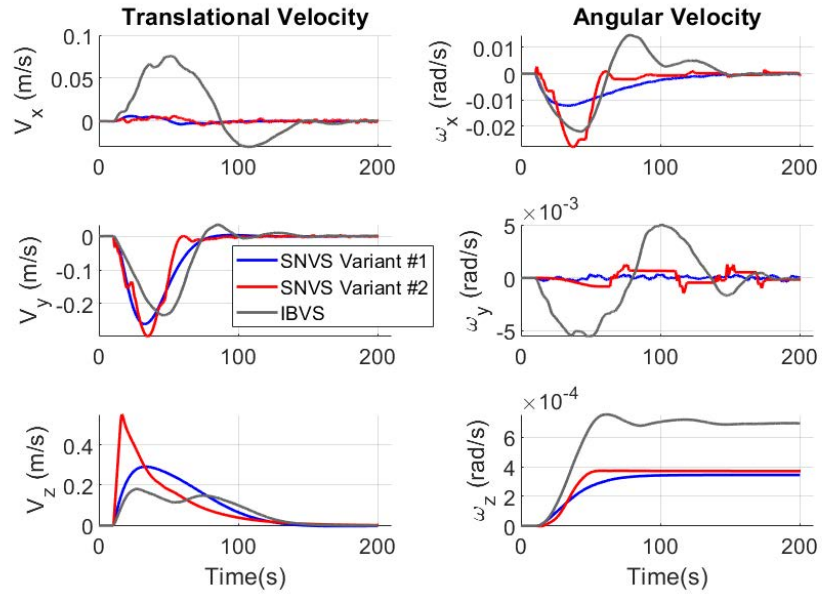 Translational Velocity
0.1
0.05
0
V_x (m/s)
0 100 200
0
-0.1
-0.2
V_y (m/s)
0 100 200
SNVS Variant #1
SNVS Variant #2
IBVS
0.4
0.2
0
V_z (m/s)
0 100 200
Time(s)
Angular Velocity
0.01
0
-0.01
-0.02
ω_x (rad/s)
0 100 200
×10^-3
5
0
-5
ω_y (rad/s)
0 100 200
×10^-4
6
4
2
0
ω_z (rad/s)
0 100 200
Time(s)